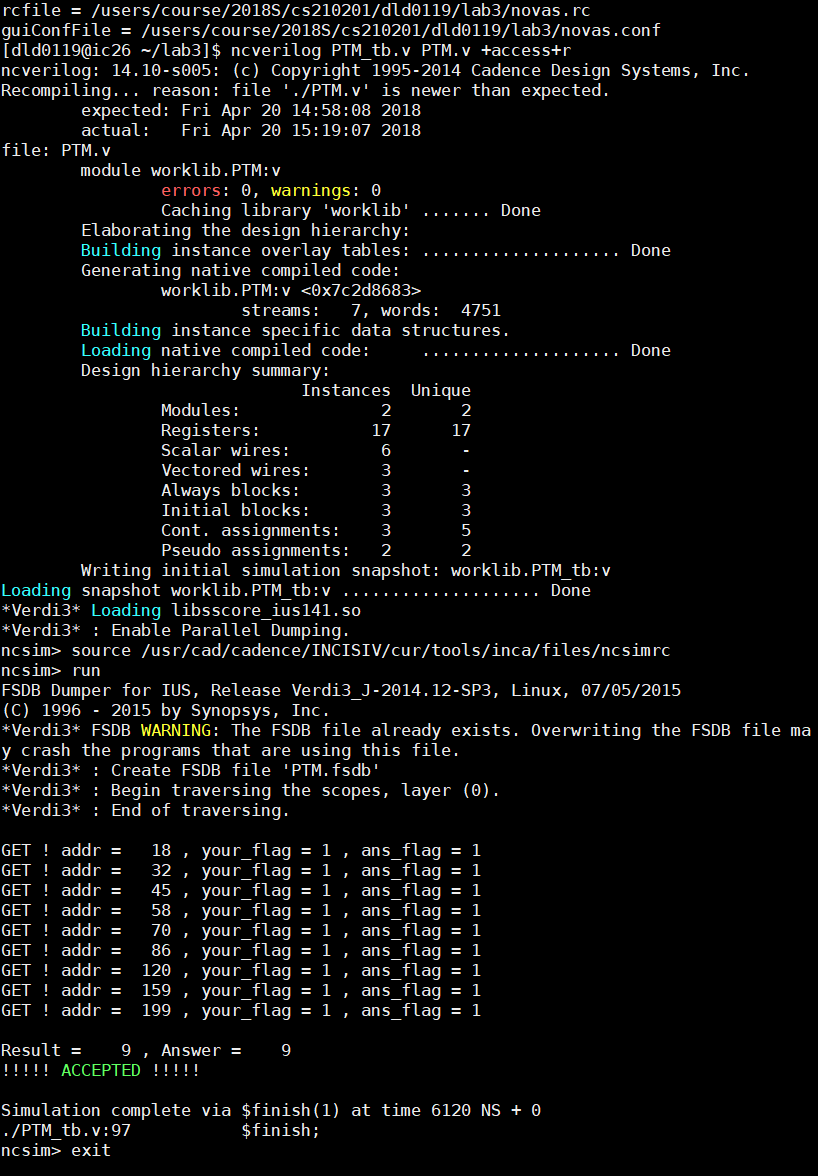 rcfile = /users/course/2018S/cs210201/dld0119/lab3/novas.rc
guiConfFile = /users/course/2018S/cs210201/dld0119/lab3/novas.conf
[dld0119@ic26 ~/lab3]$ ncverilog PTM_tb.v PTM.v +access+r
ncverilog: 14.10-s005: (c) Copyright 1995-2014 Cadence Design Systems, Inc.
Recompiling... reason: file './PTM.v' is newer than expected.
        expected: Fri Apr 20 14:58:08 2018
        actual:   Fri Apr 20 15:19:07 2018
file: PTM.v
        module worklib.PTM:v
                errors: 0, warnings: 0
                Caching library 'worklib' ....... Done
        Elaborating the design hierarchy:
        Building instance overlay tables: .................... Done
        Generating native compiled code:
                worklib.PTM:v <0x7c2d8683>
                        streams:   7, words:  4751
        Building instance specific data structures.
        Loading native compiled code:     .................... Done
        Design hierarchy summary:
                              Instances  Unique
                Modules:              2       2
                Registers:           17      17
                Scalar wires:         6       -
                Vectored wires:       3       -
                Always blocks:        3       3
                Initial blocks:       3       3
                Cont. assignments:    3       5
                Pseudo assignments:   2       2
        Writing initial simulation snapshot: worklib.PTM_tb:v
Loading snapshot worklib.PTM_tb:v .................... Done
*Verdi3* Loading libsscore_ius141.so
*Verdi3* : Enable Parallel Dumping.
ncsim> source /usr/cad/cadence/INCISIV/cur/tools/inca/files/ncsimrc
ncsim> run
FSDB Dumper for IUS, Release Verdi3_J-2014.12-SP3, Linux, 07/05/2015
(C) 1996 - 2015 by Synopsys, Inc.
*Verdi3* FSDB WARNING: The FSDB file already exists. Overwriting the FSDB file ma
y crash the programs that are using this file.
*Verdi3* : Create FSDB file 'PTM.fsdb'
*Verdi3* : Begin traversing the scopes, layer (0).
*Verdi3* : End of traversing.

GET ! addr =   18 , your_flag = 1 , ans_flag = 1
GET ! addr =   32 , your_flag = 1 , ans_flag = 1
GET ! addr =   45 , your_flag = 1 , ans_flag = 1
GET ! addr =   58 , your_flag = 1 , ans_flag = 1
GET ! addr =   70 , your_flag = 1 , ans_flag = 1
GET ! addr =   86 , your_flag = 1 , ans_flag = 1
GET ! addr =  120 , your_flag = 1 , ans_flag = 1
GET ! addr =  159 , your_flag = 1 , ans_flag = 1
GET ! addr =  199 , your_flag = 1 , ans_flag = 1

Result =    9 , Answer =    9
!!!!! ACCEPTED !!!!!

Simulation complete via $finish(1) at time 6120 NS + 0
./PTM_tb.v:97           $finish;
ncsim> exit